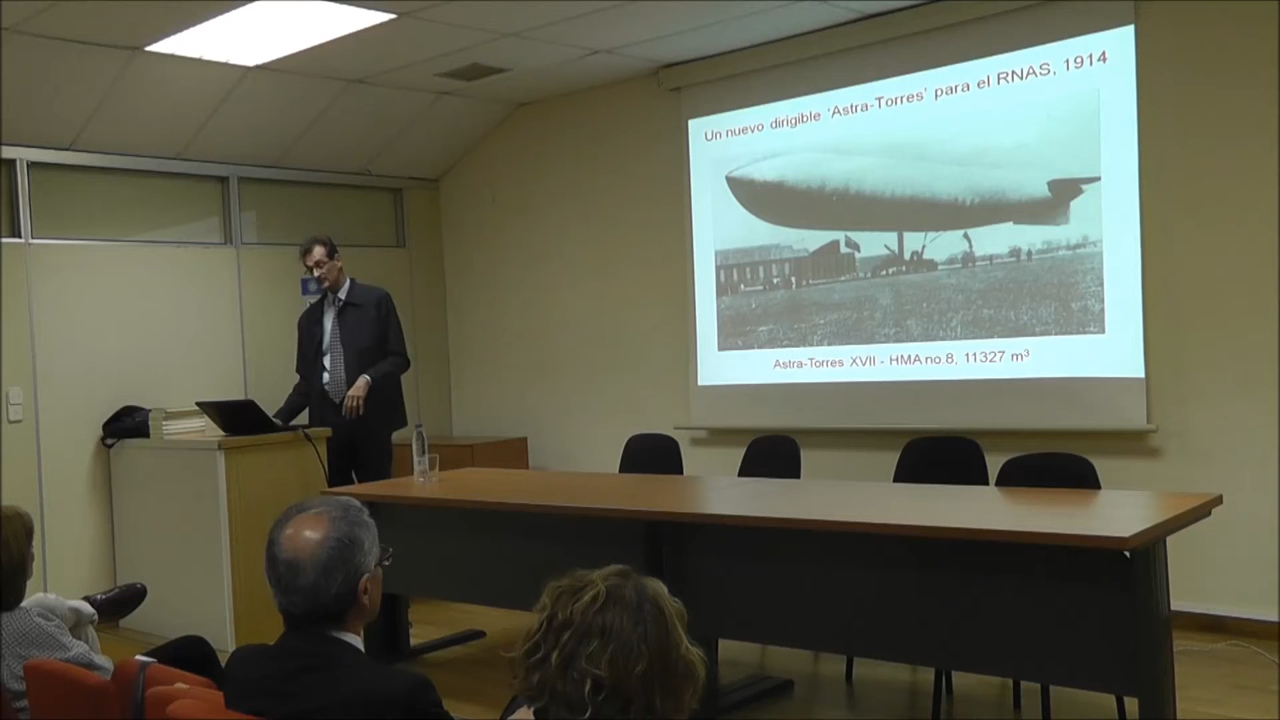 Un nuevo dirigible ‘Astra-Torres’ para el RNAS, 1914
Astra-Torres XVII - HMA no.8, 11327 m³